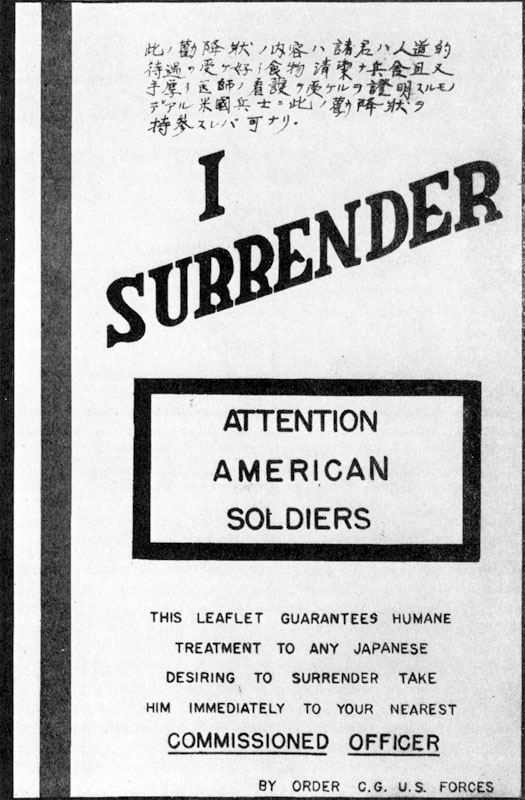 此ノ勸降狀ノ内容ハ諸君ハ人道的
待遇ヲ受ケ好イ食物清潔ナ兵舎且又
手厚イ医師ノ看護ヲ受ケルヲ證明スルモノ
デアル米國兵士ニ此ノ勸降狀ヲ
持参スレバ可ナリ。
I
SURRENDER
ATTENTION
AMERICAN
SOLDIERS
THIS LEAFLET GUARANTEES HUMANE
TREATMENT TO ANY JAPANESE
DESIRING TO SURRENDER TAKE
HIM IMMEDIATELY TO YOUR NEAREST
COMMISSIONED OFFICER
BY ORDER C.G. U.S. FORCES